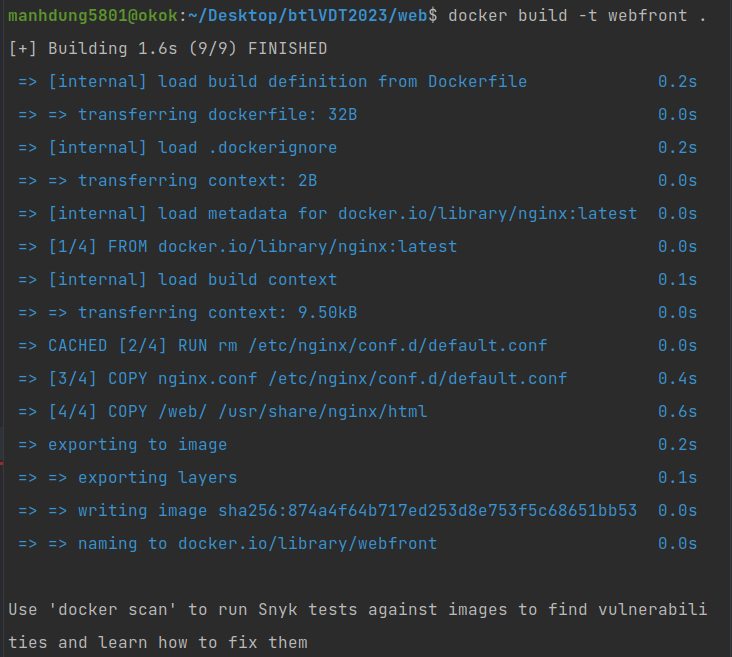 manhdung5801@okok:~/Desktop/btlVDT2023/web$ docker build -t webfront .
[+] Building 1.6s (9/9) FINISHED
=> [internal] load build definition from Dockerfile 0.2s
=> => transferring dockerfile: 32B 0.0s
=> [internal] load .dockerignore 0.2s
=> => transferring context: 2B 0.0s
=> [internal] load metadata for docker.io/library/nginx:latest 0.0s
=> [1/4] FROM docker.io/library/nginx:latest 0.0s
=> [internal] load build context 0.1s
=> => transferring context: 9.50kB 0.0s
=> CACHED [2/4] RUN rm /etc/nginx/conf.d/default.conf 0.0s
=> [3/4] COPY nginx.conf /etc/nginx/conf.d/default.conf 0.4s
=> [4/4] COPY /web/ /usr/share/nginx/html 0.6s
=> exporting to image 0.2s
=> => exporting layers 0.1s
=> => writing image sha256:874a4f64b717ed253d8e753f5c68651bb53 0.0s
=> => naming to docker.io/library/webfront 0.0s
Use 'docker scan' to run Snyk tests against images to find vulnerabili
ties and learn how to fix them